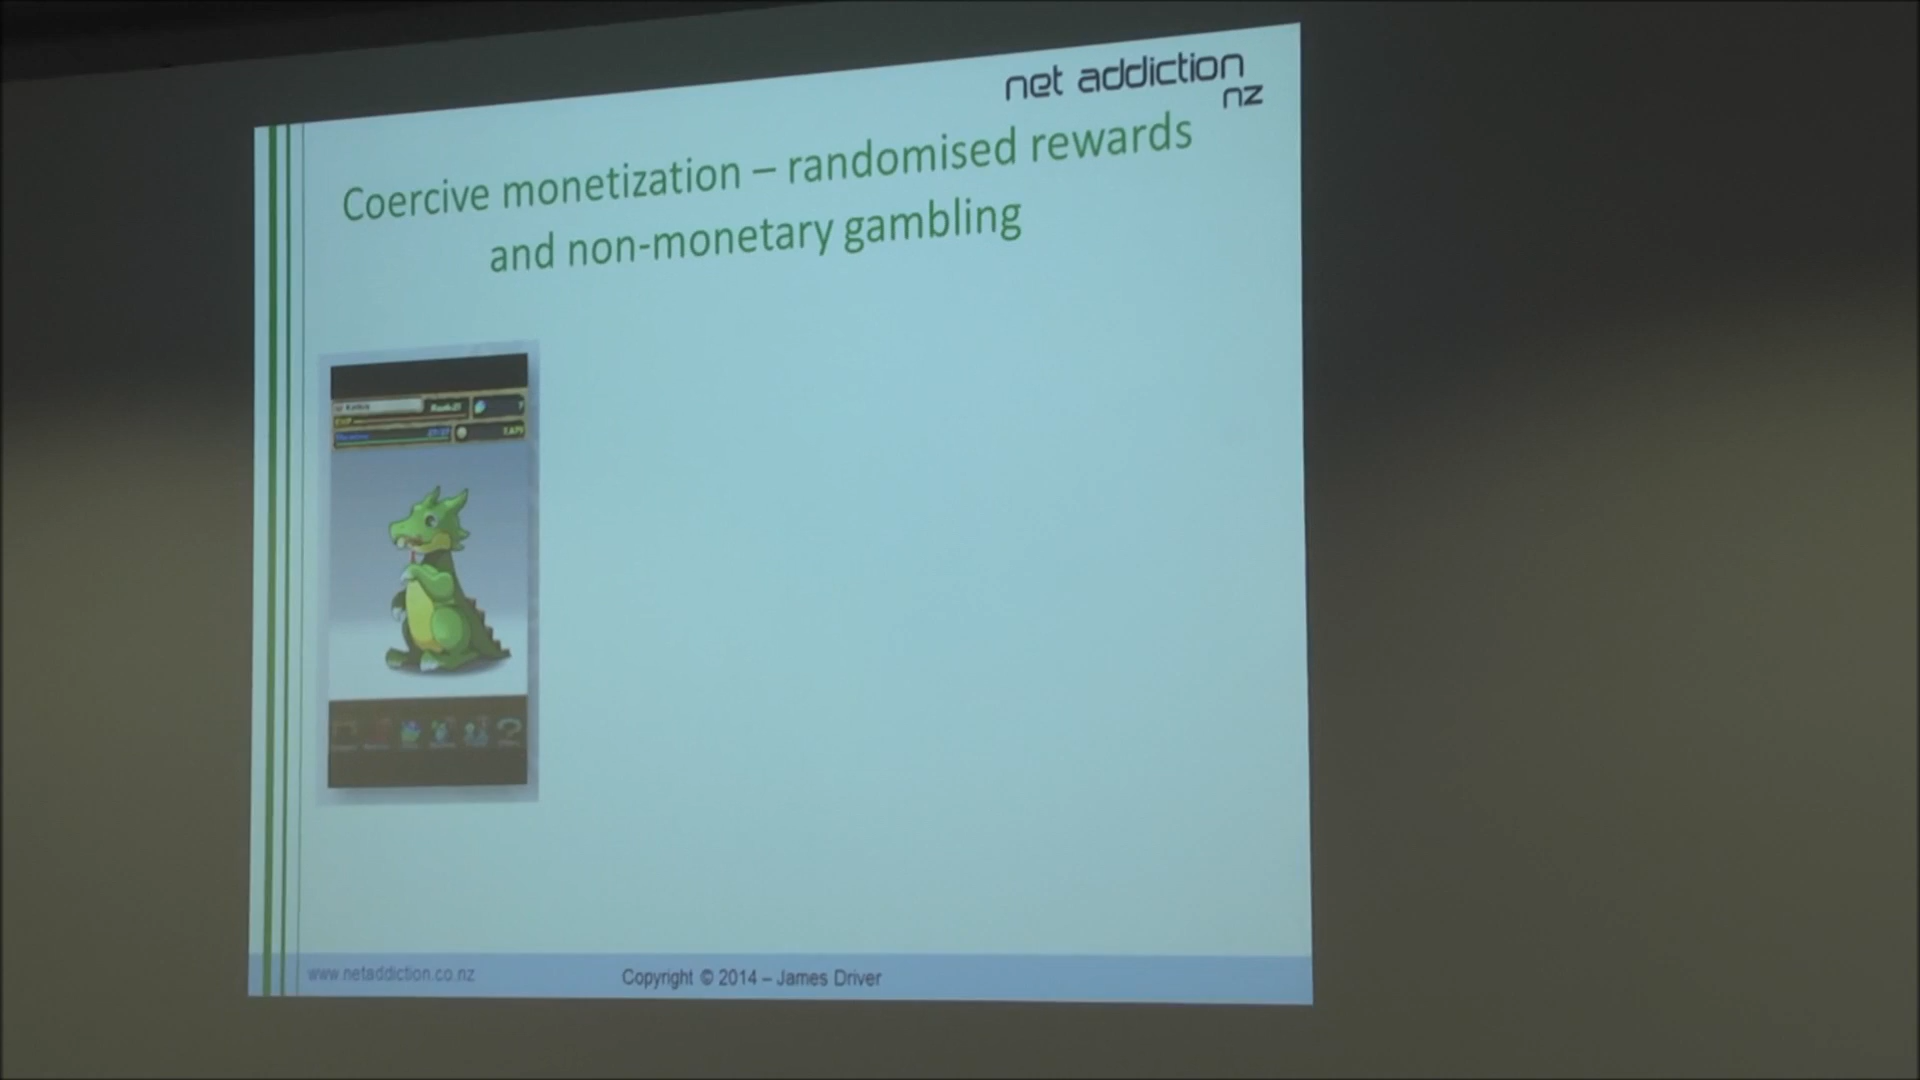 net addiction
nz
Coercive monetization – randomised rewards
and non-monetary gambling
www.netaddiction.co.nz
Copyright © 2014 – James Driver